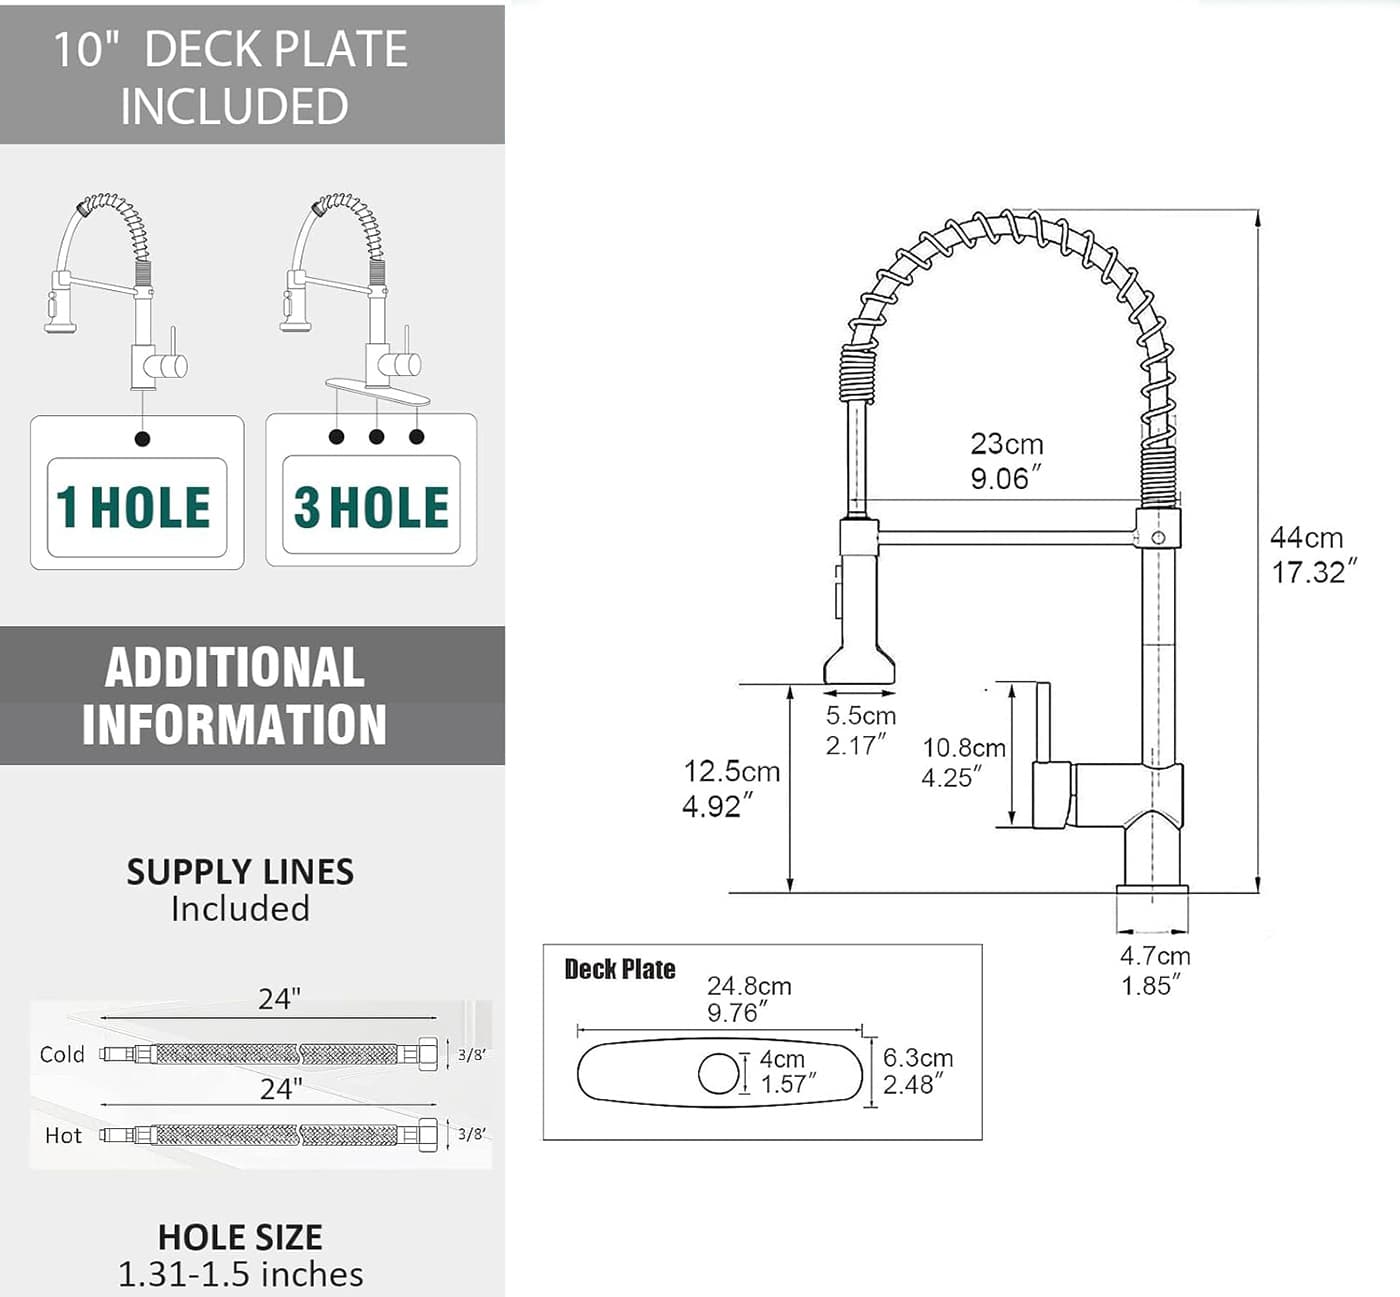 10" DECK PLATE
INCLUDED
1 HOLE
3 HOLE
ADDITIONAL
INFORMATION
SUPPLY LINES
Included
24"
Cold
3/8'
24"
Hot
3/8'
HOLE SIZE
1.31-1.5 inches
23cm
9.06"
44cm
17.32"
5.5cm
2.17"
10.8cm
4.25"
12.5cm
4.92"
4.7cm
1.85"
Deck Plate
24.8cm
9.76"
4cm
1.57"
6.3cm
2.48"